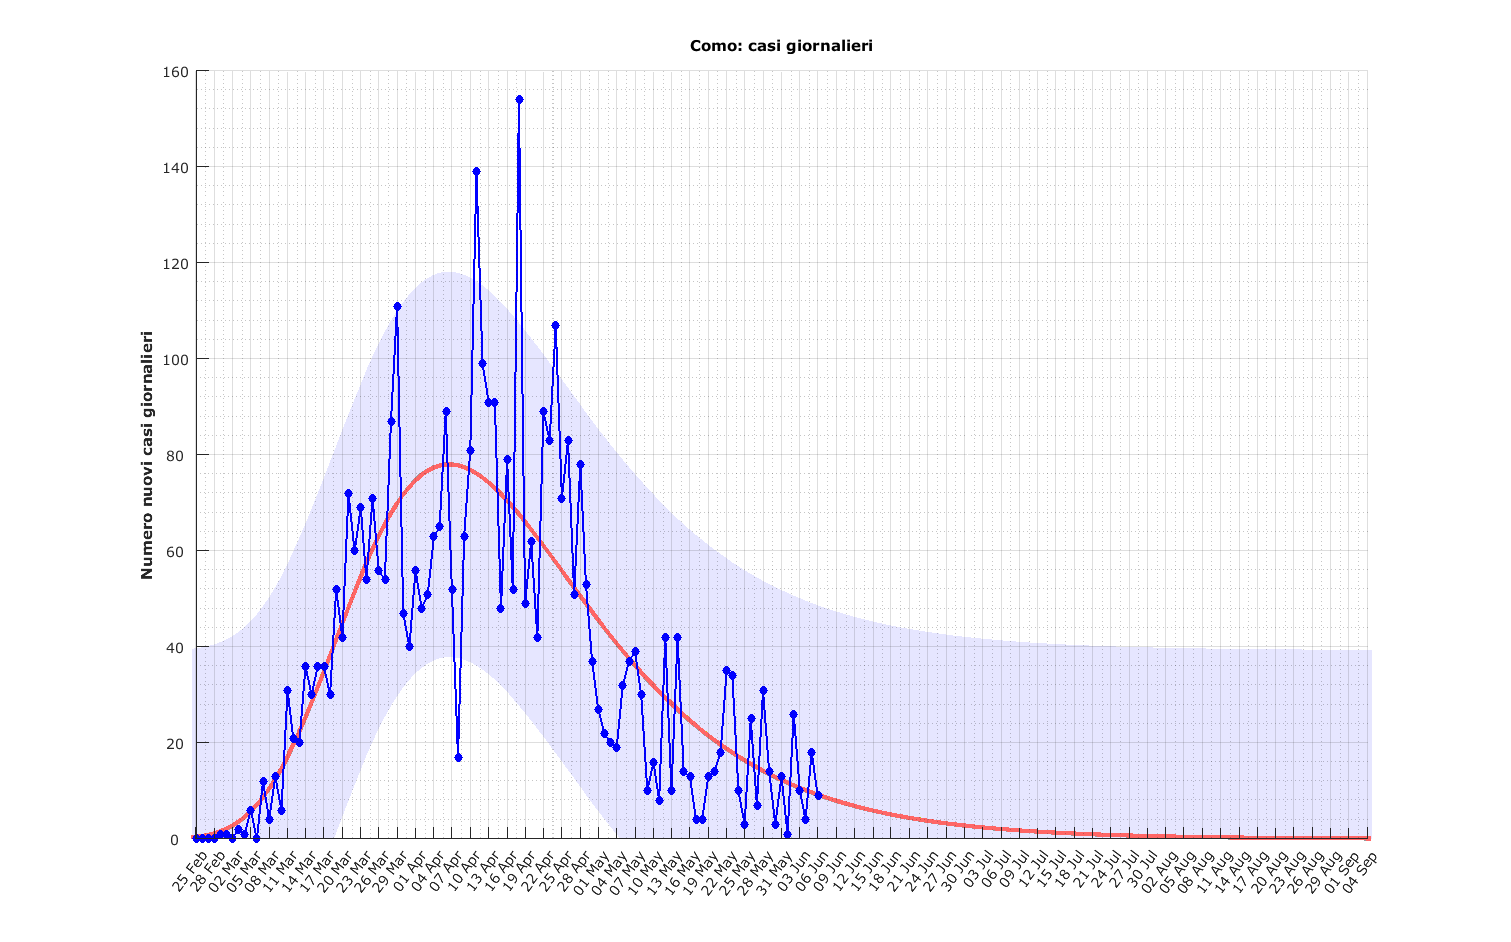 Como: casi giornalieri
Numero nuovi casi giornalieri
160
140
120
100
80
60
40
20
0
25 Feb
28 Feb
02 Mar
05 Mar
08 Mar
11 Mar
14 Mar
17 Mar
20 Mar
23 Mar
26 Mar
29 Mar
01 Apr
04 Apr
07 Apr
10 Apr
13 Apr
16 Apr
19 Apr
22 Apr
25 Apr
28 Apr
01 May
04 May
07 May
10 May
13 May
16 May
19 May
22 May
25 May
28 May
31 May
03 Jun
06 Jun
09 Jun
12 Jun
15 Jun
18 Jun
21 Jun
24 Jun
27 Jun
30 Jun
03 Jul
06 Jul
09 Jul
12 Jul
15 Jul
18 Jul
21 Jul
24 Jul
27 Jul
30 Jul
02 Aug
05 Aug
08 Aug
11 Aug
14 Aug
17 Aug
20 Aug
23 Aug
26 Aug
29 Aug
01 Sep
04 Sep